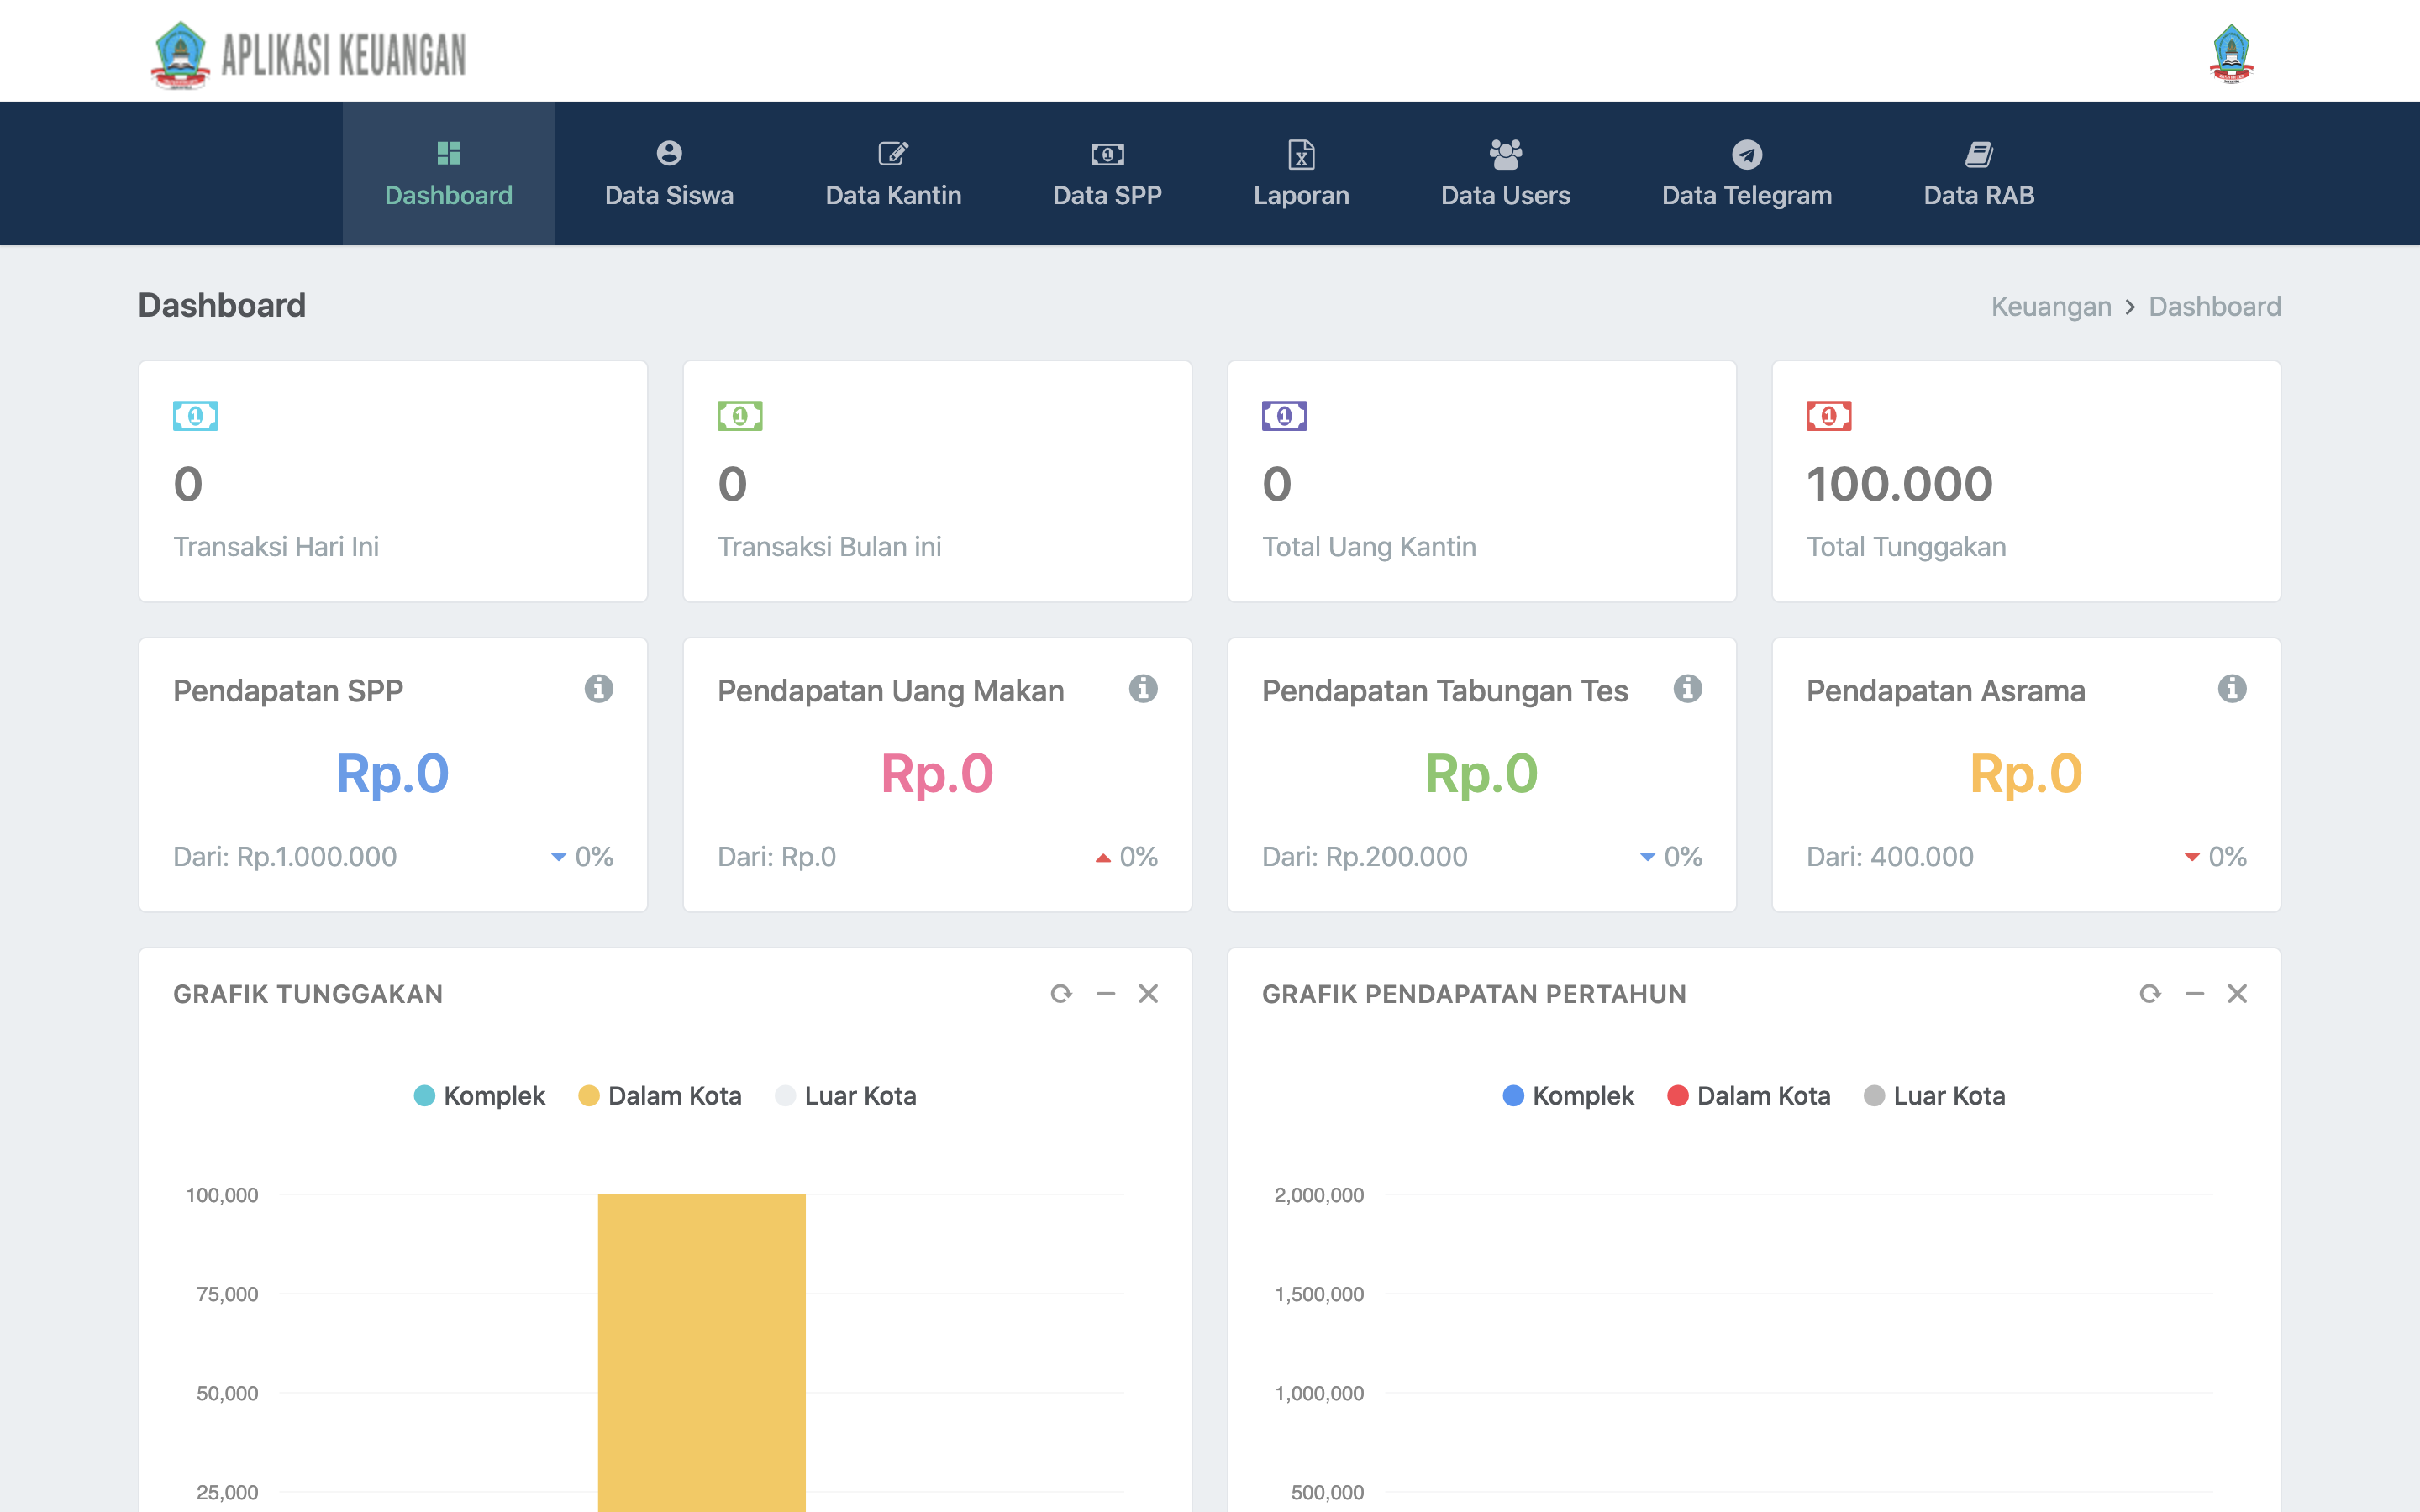 APLIKASI KEUANGAN
Dashboard
Data Siswa
Data Kantin
Data SPP
Laporan
Data Users
Data Telegram
Data RAB
Dashboard
Keuangan > Dashboard
0
Transaksi Hari Ini
0
Transaksi Bulan ini
0
Total Uang Kantin
100.000
Total Tunggakan
Pendapatan SPP
Rp.0
Dari: Rp.1.000.000 0%
Pendapatan Uang Makan
Rp.0
Dari: Rp.0 0%
Pendapatan Tabungan Tes
Rp.0
Dari: Rp.200.000 0%
Pendapatan Asrama
Rp.0
Dari: 400.000 0%
GRAFIK TUNGGAKAN
Komplek Dalam Kota Luar Kota
100,000
75,000
50,000
25,000
GRAFIK PENDAPATAN PERTAHUN
Komplek Dalam Kota Luar Kota
2,000,000
1,500,000
1,000,000
500,000